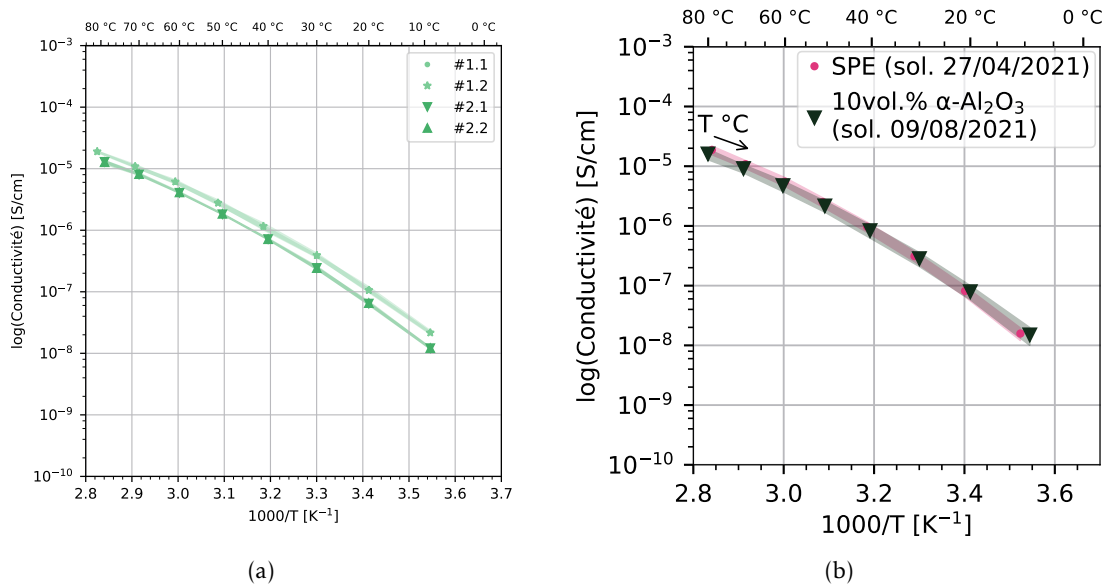 80 °C 70 °C 60 °C 50 °C 40 °C 30 °C 20 °C 10 °C 0 °C
10⁻³
10⁻⁴
10⁻⁵
10⁻⁶
10⁻⁷
10⁻⁸
10⁻⁹
10⁻¹⁰
log(Conductivité) [S/cm]
#1.1
#1.2
#2.1
#2.2
2.8 2.9 3.0 3.1 3.2 3.3 3.4 3.5 3.6 3.7
1000/T [K⁻¹]
(a)
80 °C 60 °C 40 °C 20 °C 0 °C
10⁻³
10⁻⁴
10⁻⁵
10⁻⁶
10⁻⁷
10⁻⁸
10⁻⁹
10⁻¹⁰
log(Conductivité) [S/cm]
SPE (sol. 27/04/2021)
10vol.% α-Al₂O₃
(sol. 09/08/2021)
T °C
2.8 3.0 3.2 3.4 3.6
1000/T [K⁻¹]
(b)